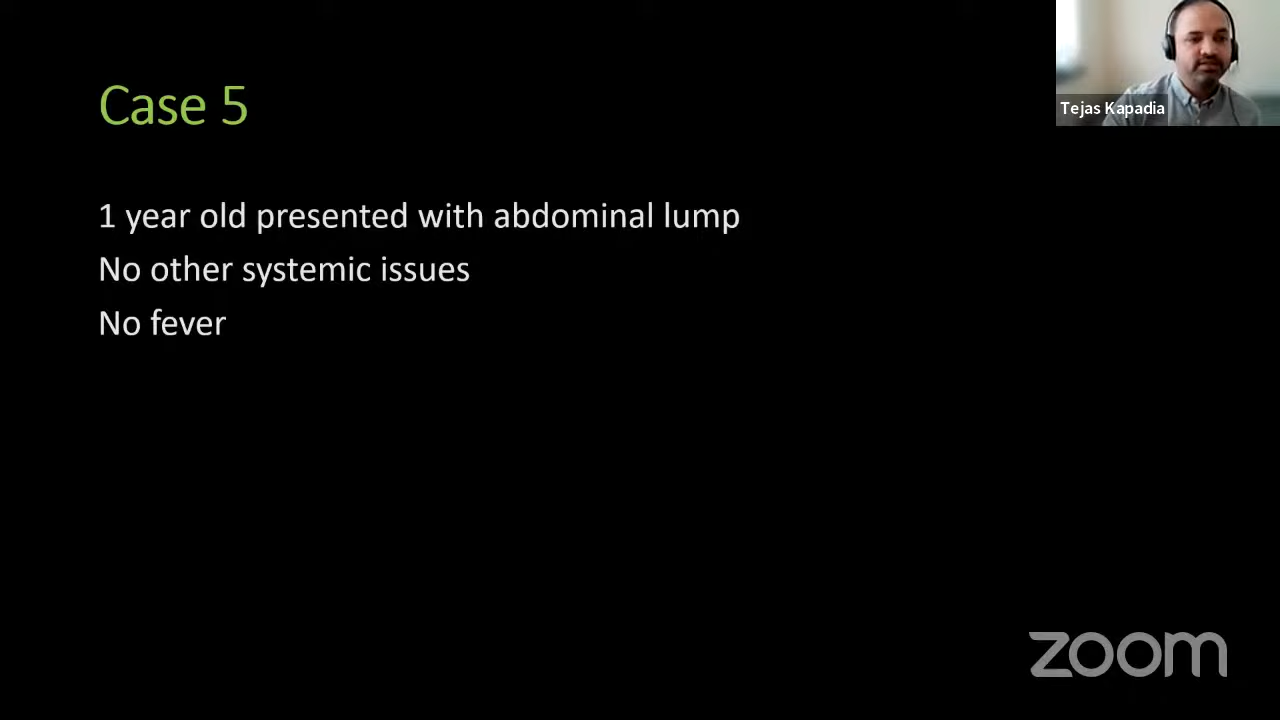 Case 5
Tejas Kapadia
1 year old presented with abdominal lump
No other systemic issues
No fever
zoom